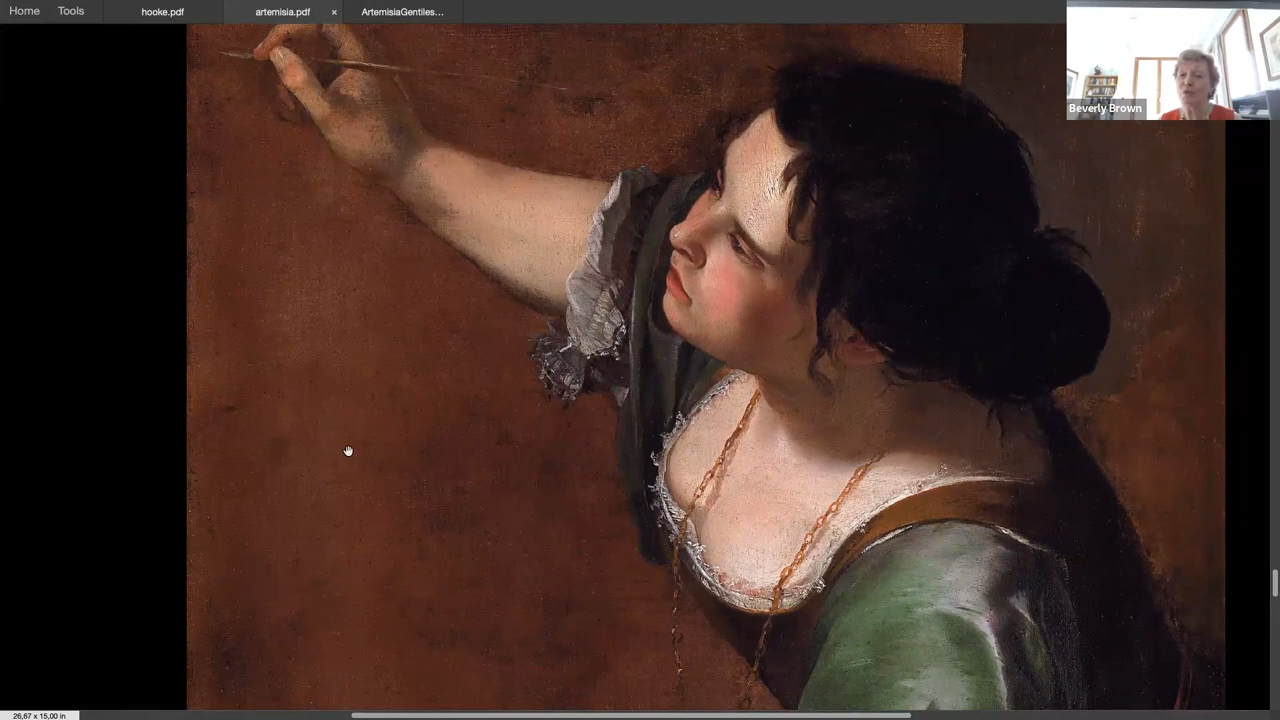 Home Tools hooke.pdf artemisia.pdf × ArtemisiaGentiles...
Beverly Brown
26,67 x 15,00 in